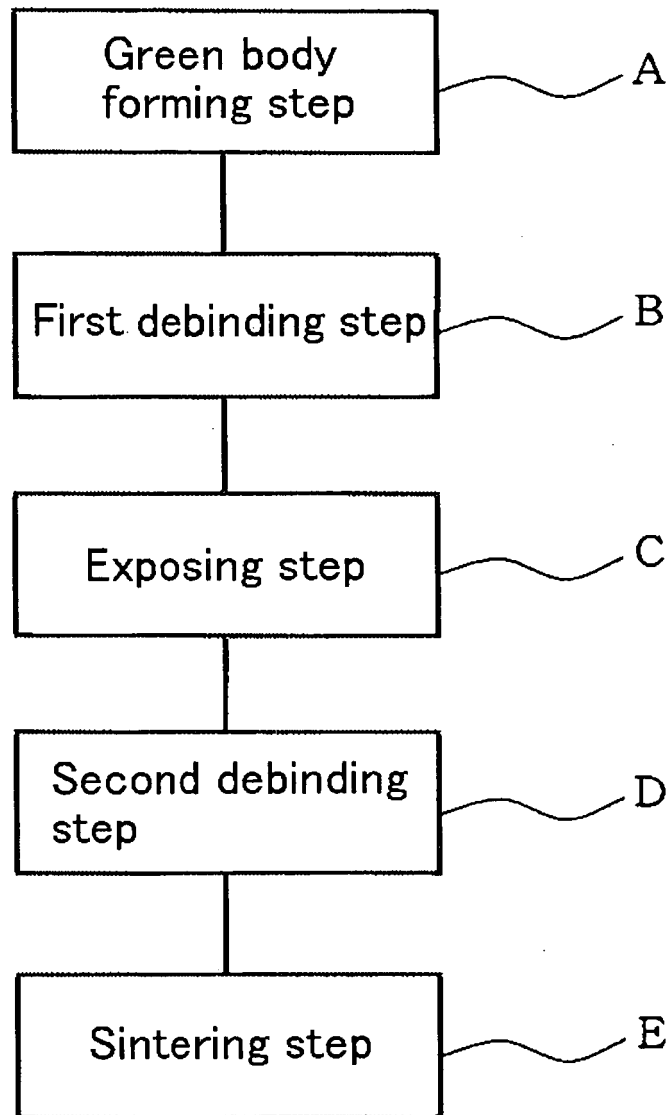 Green body
forming step
A
First debinding step
B
Exposing step
C
Second debinding
step
D
Sintering step
E